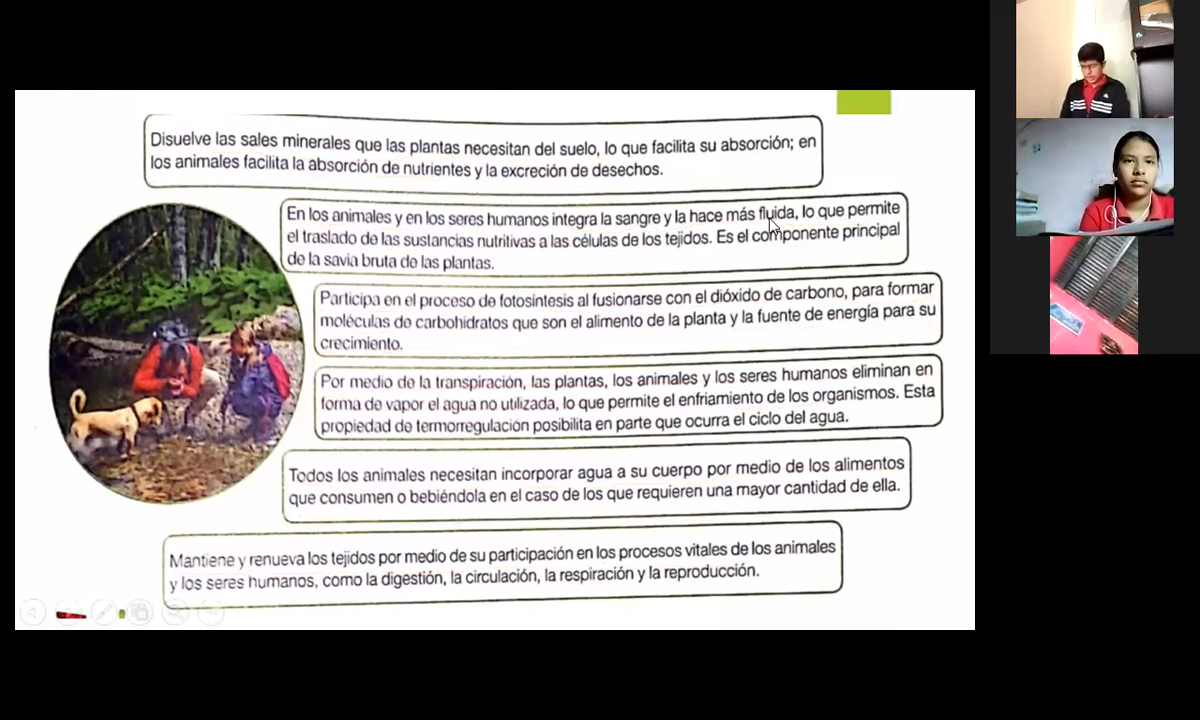 Disuelve las sales minerales que las plantas necesitan del suelo, lo que facilita su absorción; en
los animales facilita la absorción de nutrientes y la excreción de desechos.
En los animales y en los seres humanos integra la sangre y la hace más fluida, lo que permite
el traslado de las sustancias nutritivas a las células de los tejidos. Es el componente principal
de la savia bruta de las plantas.
Participa en el proceso de fotosíntesis al fusionarse con el dióxido de carbono, para formar
moléculas de carbohidratos que son el alimento de la planta y la fuente de energía para su
crecimiento.
Por medio de la transpiración, las plantas, los animales y los seres humanos eliminan en
forma de vapor el agua no utilizada, lo que permite el enfriamiento de los organismos. Esta
propiedad de termorregulación posibilita en parte que ocurra el ciclo del agua.
Todos los animales necesitan incorporar agua a su cuerpo por medio de los alimentos
que consumen o bebiéndola en el caso de los que requieren una mayor cantidad de ella.
Mantiene y renueva los tejidos por medio de su participación en los procesos vitales de los animales
y los seres humanos, como la digestión, la circulación, la respiración y la reproducción.